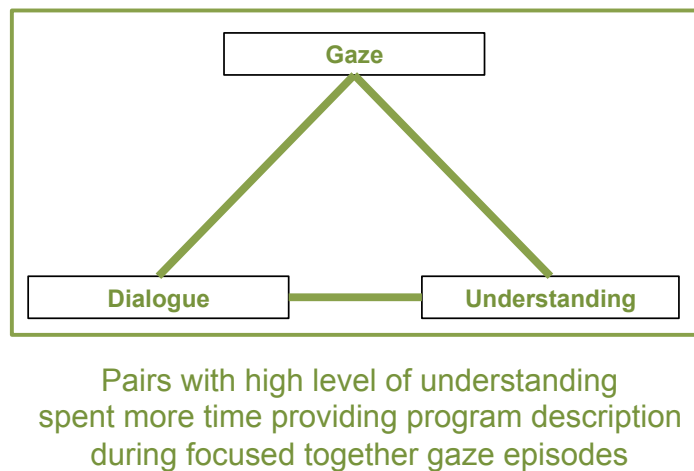 Gaze
Dialogue
Understanding
Pairs with high level of understanding
spent more time providing program description
during focused together gaze episodes